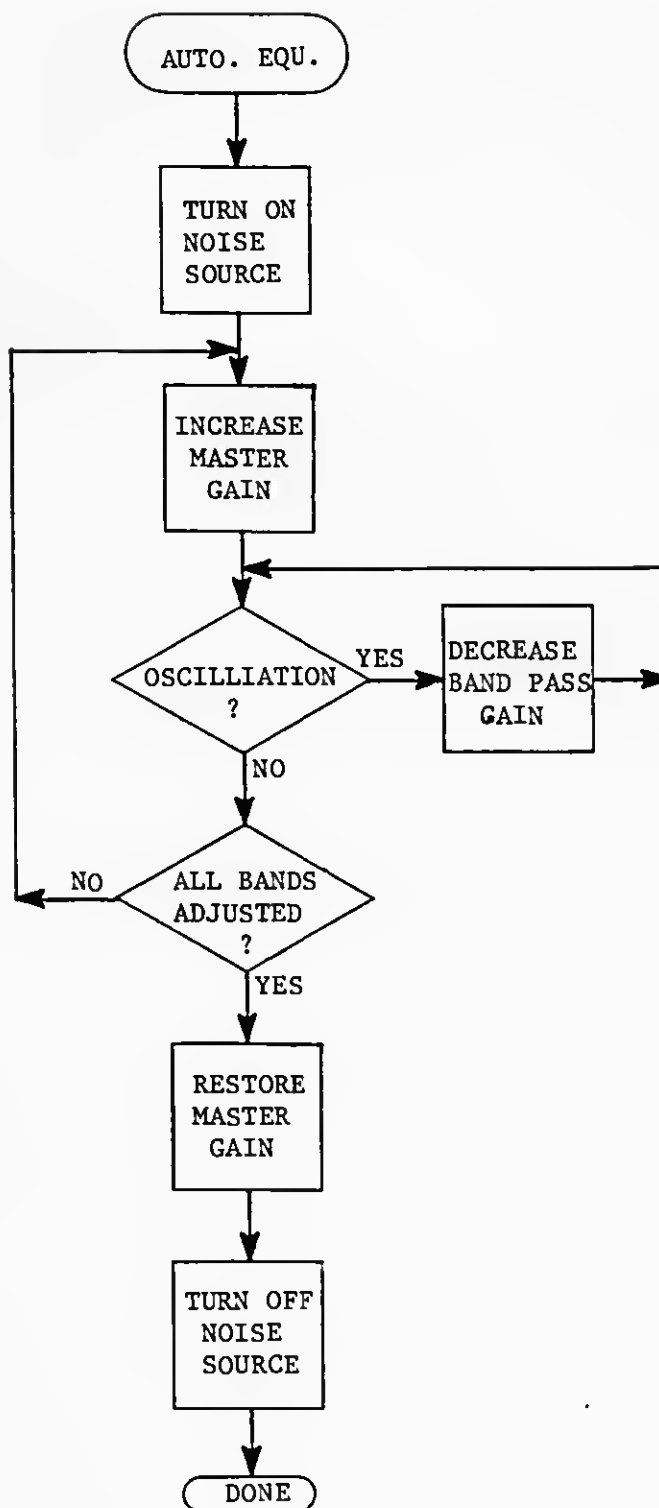 AUTO. EQU.
TURN ON
NOISE
SOURCE
INCREASE
MASTER
GAIN
OSCILLIATION
?
YES
DECREASE
BAND PASS
GAIN
NO
ALL BANDS
ADJUSTED
?
NO
YES
RESTORE
MASTER
GAIN
TURN OFF
NOISE
SOURCE
DONE